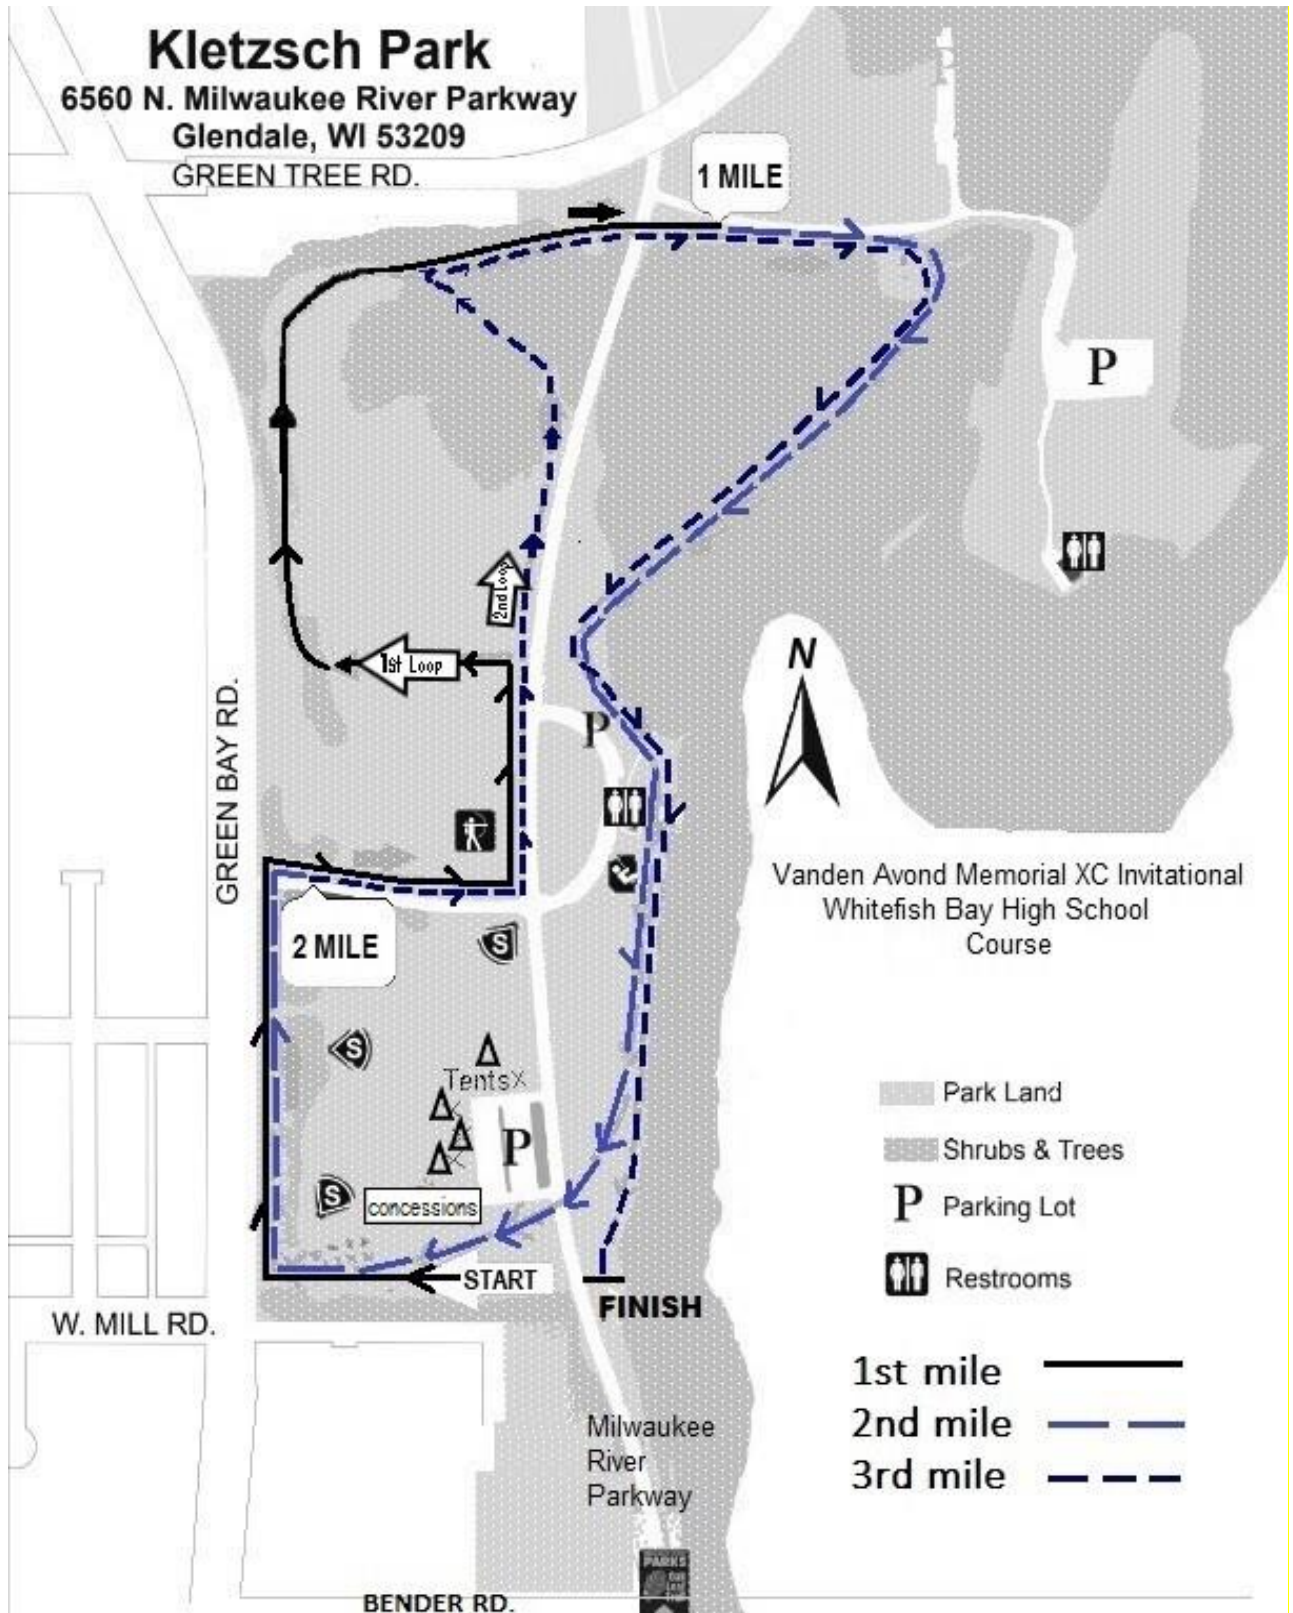 Kletzsch Park
6560 N. Milwaukee River Parkway
Glendale, WI 53209
GREEN TREE RD.
1 MILE
P
2nd Loop
1st Loop
N
GREEN BAY RD.
P
Vanden Avond Memorial XC Invitational
Whitefish Bay High School
Course
2 MILE
S
S
Tents
P
S
concessions
START
FINISH
W. MILL RD.
Park Land
Shrubs & Trees
P Parking Lot
Restrooms
1st mile
2nd mile
3rd mile
Milwaukee
River
Parkway
PARKS
BENDER RD.